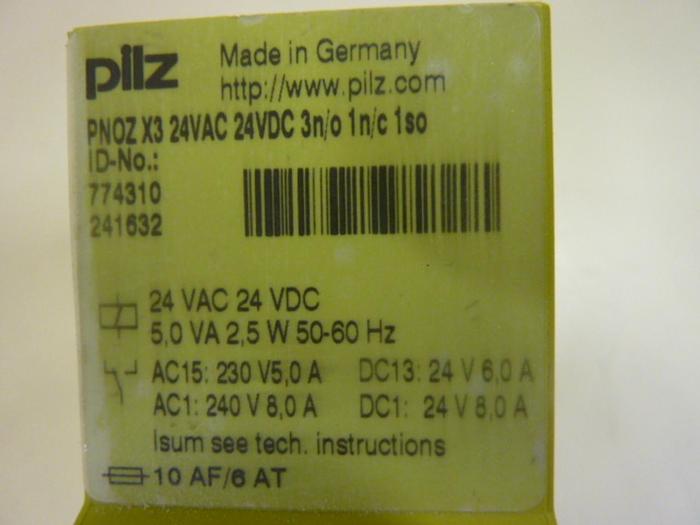 pilz
Made in Germany
http://www.pilz.com
PNOZ X3 24VAC 24VDC 3n/o 1n/c 1so
ID-No.:
774310
241632
24 VAC 24 VDC
5,0 VA 2,5 W 50-60 Hz
AC15: 230 V5,0 A DC13: 24 V 6,0 A
AC1: 240 V 8,0 A DC1: 24 V 8,0 A
Isum see tech. instructions
10 AF/6 AT